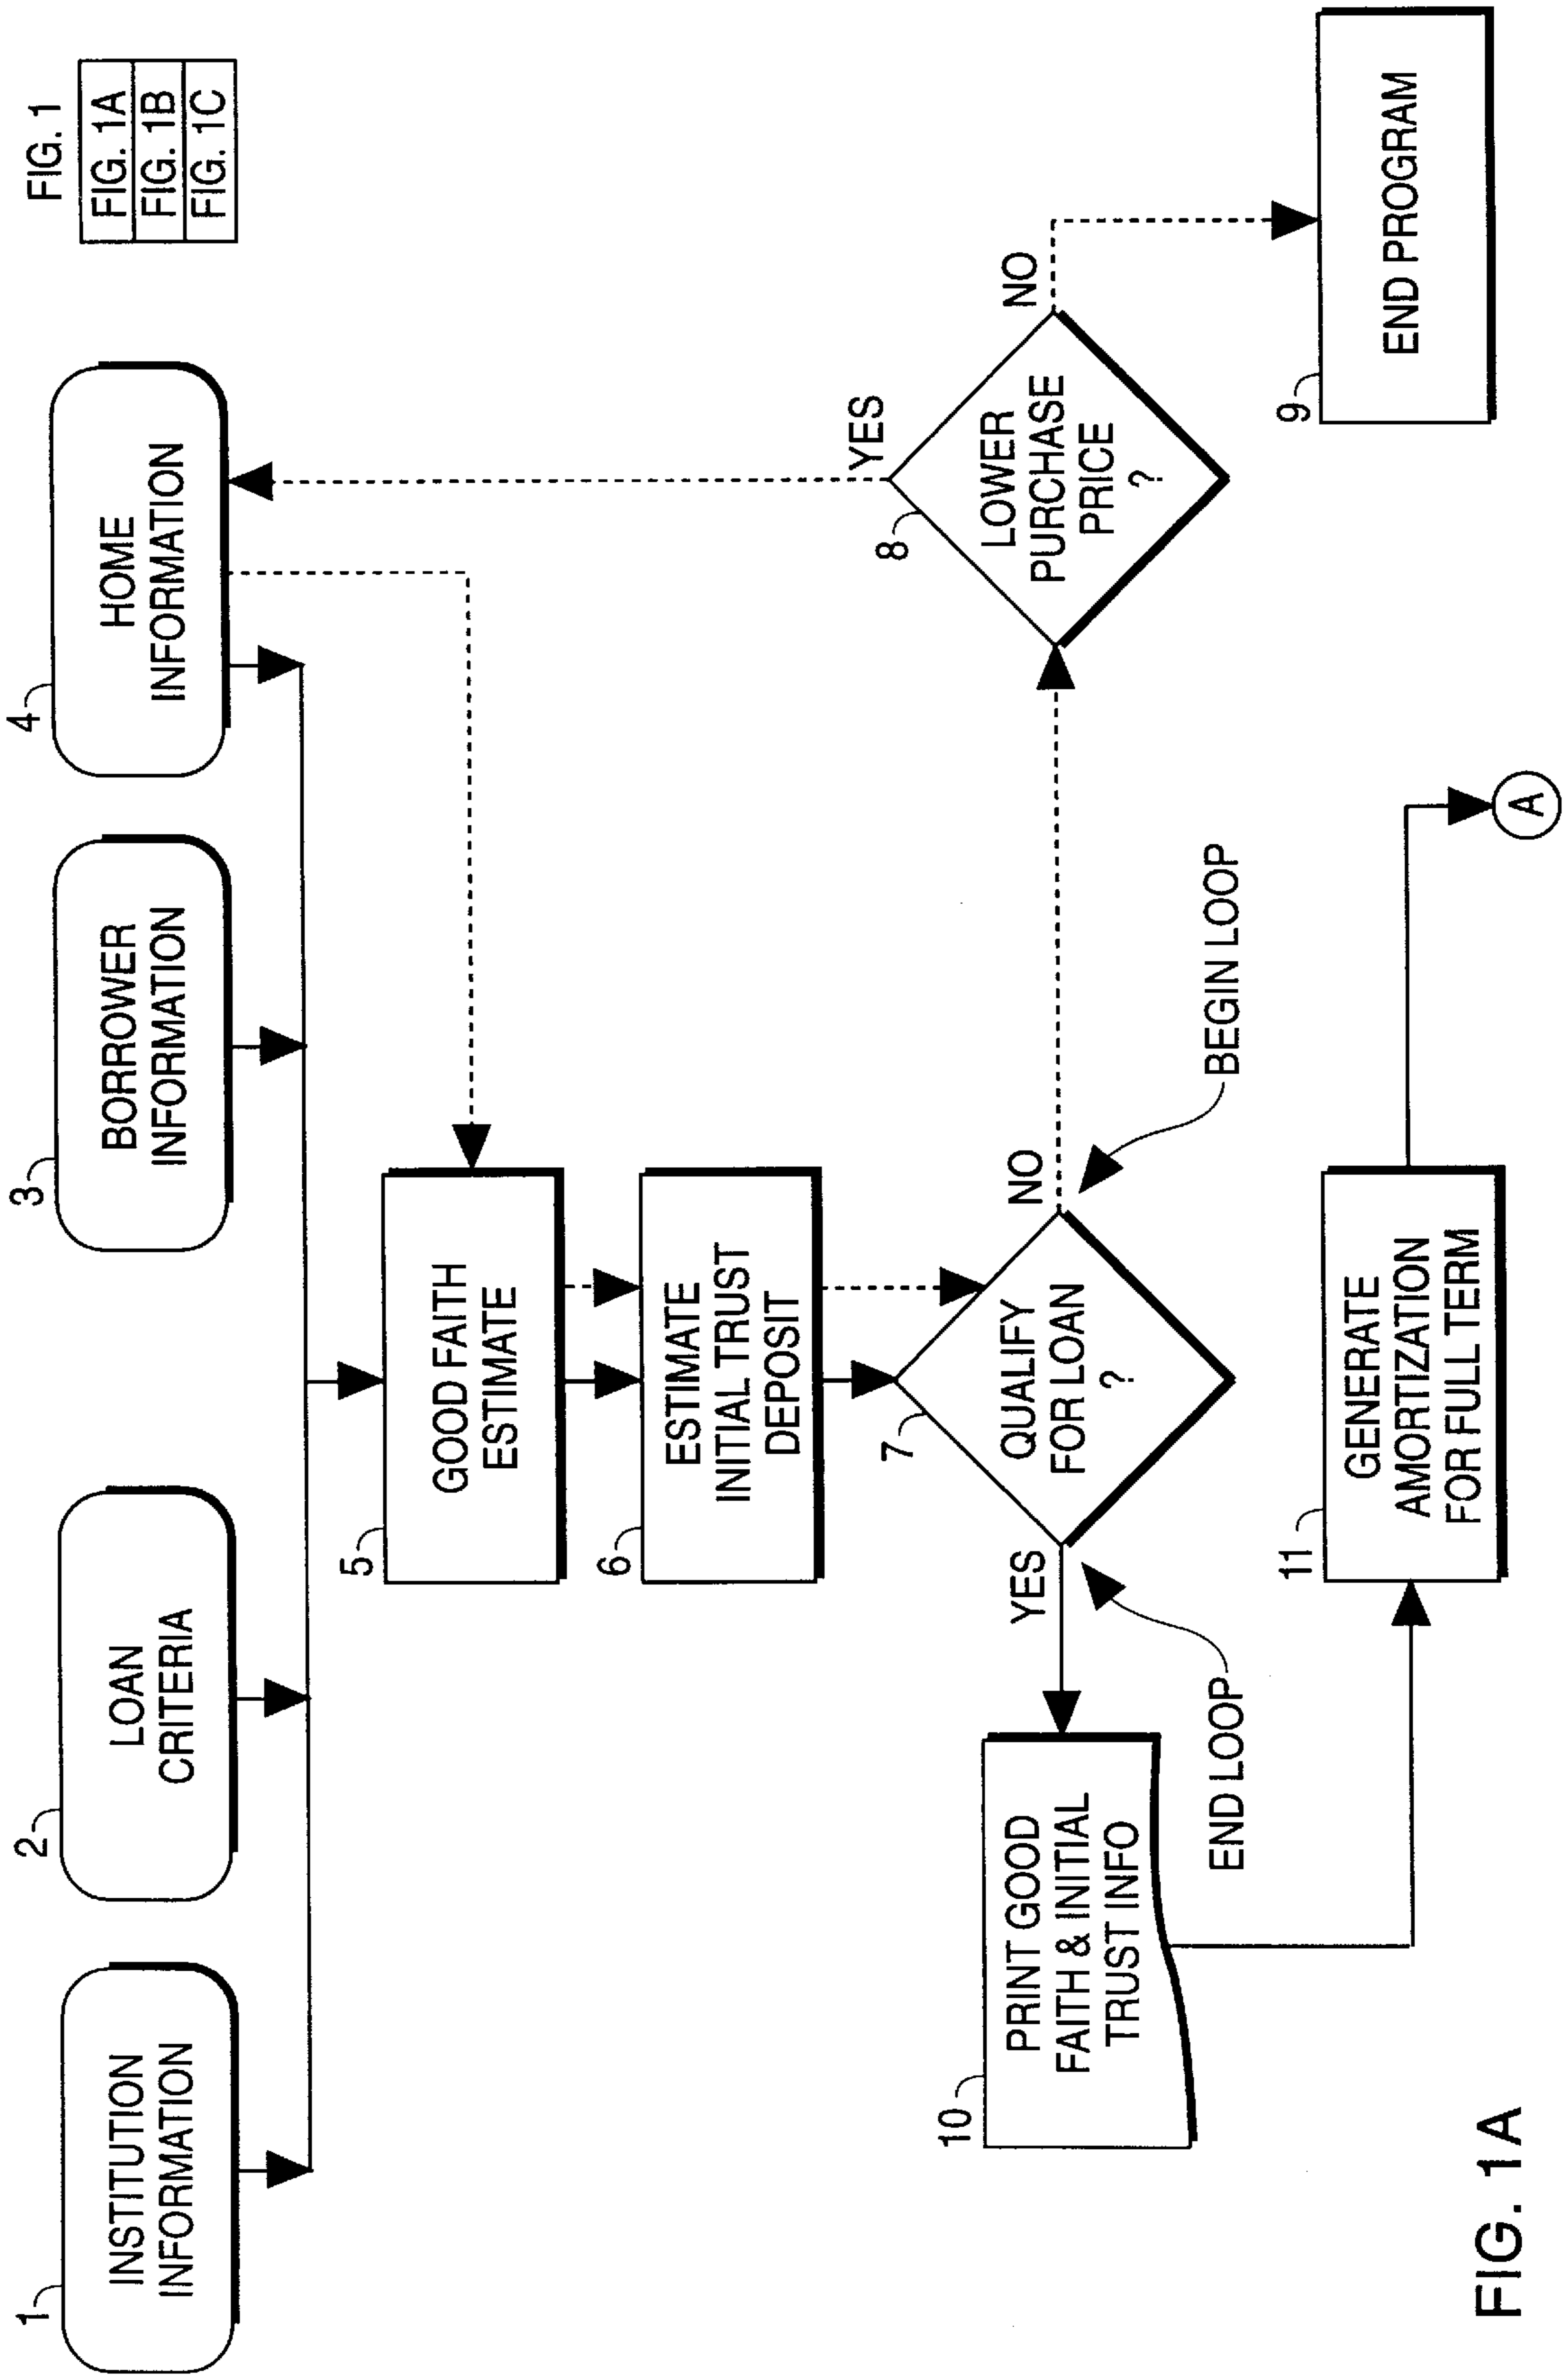 FIG. 1
FIG. 1A
FIG. 1B
FIG. 1C
1
INSTITUTION
INFORMATION
2
LOAN
CRITERIA
3
BORROWER
INFORMATION
4
HOME
INFORMATION
5
GOOD FAITH
ESTIMATE
6
ESTIMATE
INITIAL TRUST
DEPOSIT
7
QUALIFY
FOR LOAN
?
YES
NO
BEGIN LOOP
END LOOP
8
LOWER
PURCHASE
PRICE
?
YES
NO
9
END PROGRAM
10
PRINT GOOD
FAITH & INITIAL
TRUST INFO
11
GENERATE
AMORTIZATION
FOR FULL TERM
A
FIG. 1A